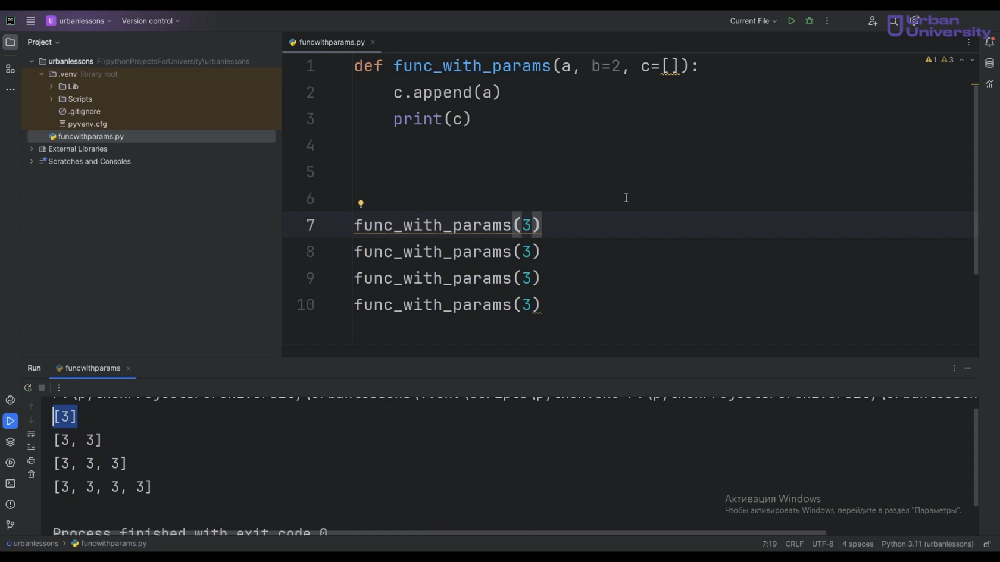 urbanlessons
Version control
Current File
Urban
University
Project
funcwithparams.py
urbanlessons F:\pythonProjectsForUniversity\urbanlessons
.venv library root
Lib
Scripts
.gitignore
pyvenv.cfg
funcwithparams.py
External Libraries
Scratches and Consoles
1 def func_with_params(a, b=2, c=[]):
1 3
2 c.append(a)
3 print(c)
4
5
6
7 func_with_params(3)
8 func_with_params(3)
9 func_with_params(3)
10 func_with_params(3)
Run funcwithparams
[3]
[3, 3]
[3, 3, 3]
[3, 3, 3, 3]
Активация Windows
Чтобы активировать Windows, перейдите в раздел "Параметры".
Process finished with exit code 0
urbanlessons > funcwithparams.py
7:19 CRLF UTF-8 4 spaces Python 3.11 (urbanlessons)